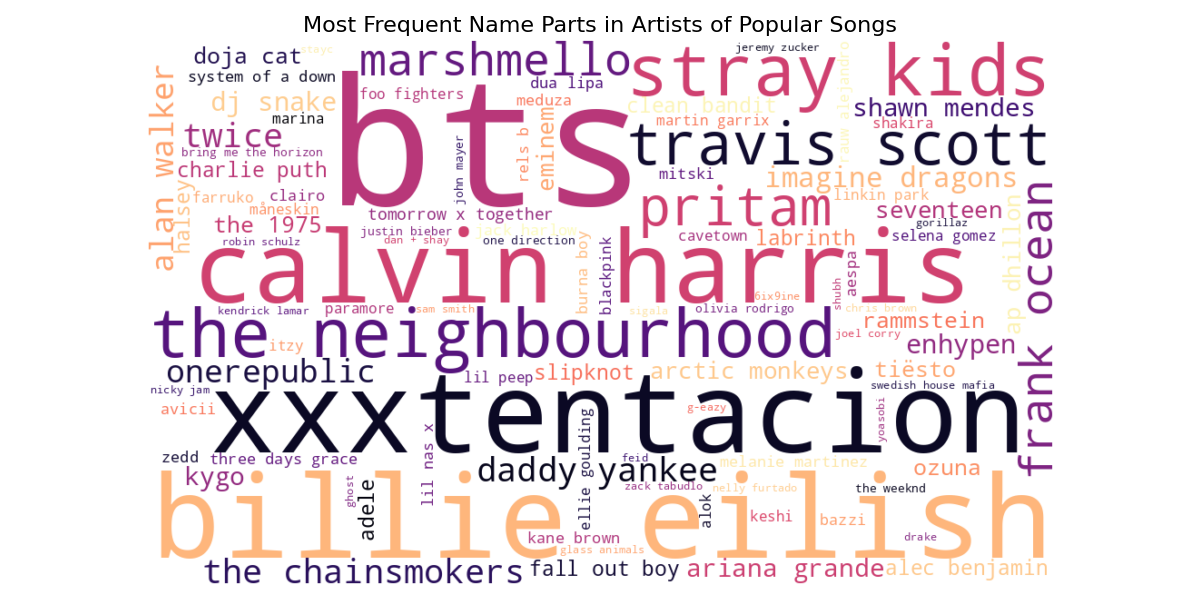 Most Frequent Name Parts in Artists of Popular Songs
doja cat
steyc
marshmello
stray kids
jeremy zucker
system of a down
dua lipa
foo fighters
meduza
dj snake
marina
bts
clean bandit
rauw alejandro
shawn mendes
alan walker
twice
martin garrix
shakira
bring me the horizon
charlie puth
john mayer
rels b
eminem
travis scott
mitski
imagine dragons
halsey
farruko
clairo
måneskin
linkin park
pritam
seventeen
the 1975
tomorrow x together
justin bieber
jack harlow
gorillaz
robin schulz
dan + shay
one direction
cavetown
labrinth
selena gomez
calvin harris
burna boy
blackpink
aespa
shubh
ap dhillon
frank ocean
6ix9ine
kendrick lamar
paramore
sam smith
sigala
olivia rodrigo
chris brown
rammstein
the neighbourhood
joel corry
enhypen
itzy
onerepublic
lil peep
slipknot
arctic monkeys
tiësto
nicky jam
swedish house mafia
avicii
xxxtentacion
g-eazy
yoasobi
zedd
three days grace
lil nas x
ellie goulding
feid
daddy yankee
melanie martinez
ozuna
kygo
ghost
adele
zack tabudlo
nelly furtado
the weeknd
billie eilish
alok
keshi
bazzi
kane brown
drake
glass animals
the chainsmokers
fall out boy
ariana grande
alec benjamin